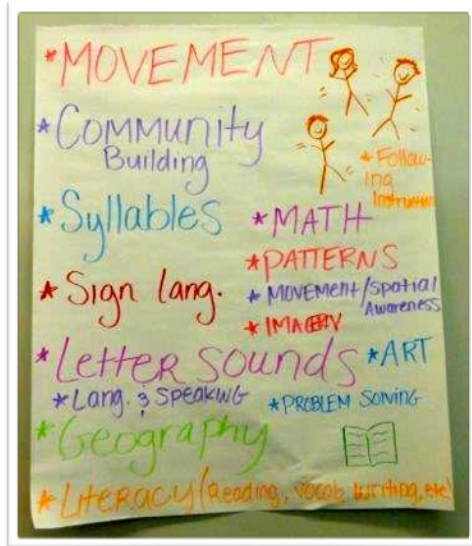 *MOVEMENT
*Community
Building
*Follow-
ing
Instruction
*Syllables
*MATH
*PATTERNS
*Sign lang.
*MOVEMENT/Spatial
Awareness
*IMAGERY
*Letter Sounds
*ART
*Lang. & SPEAKING
*PROBLEM SOLVING
*Geography
*Literacy (Reading, vocab, writing, etc)